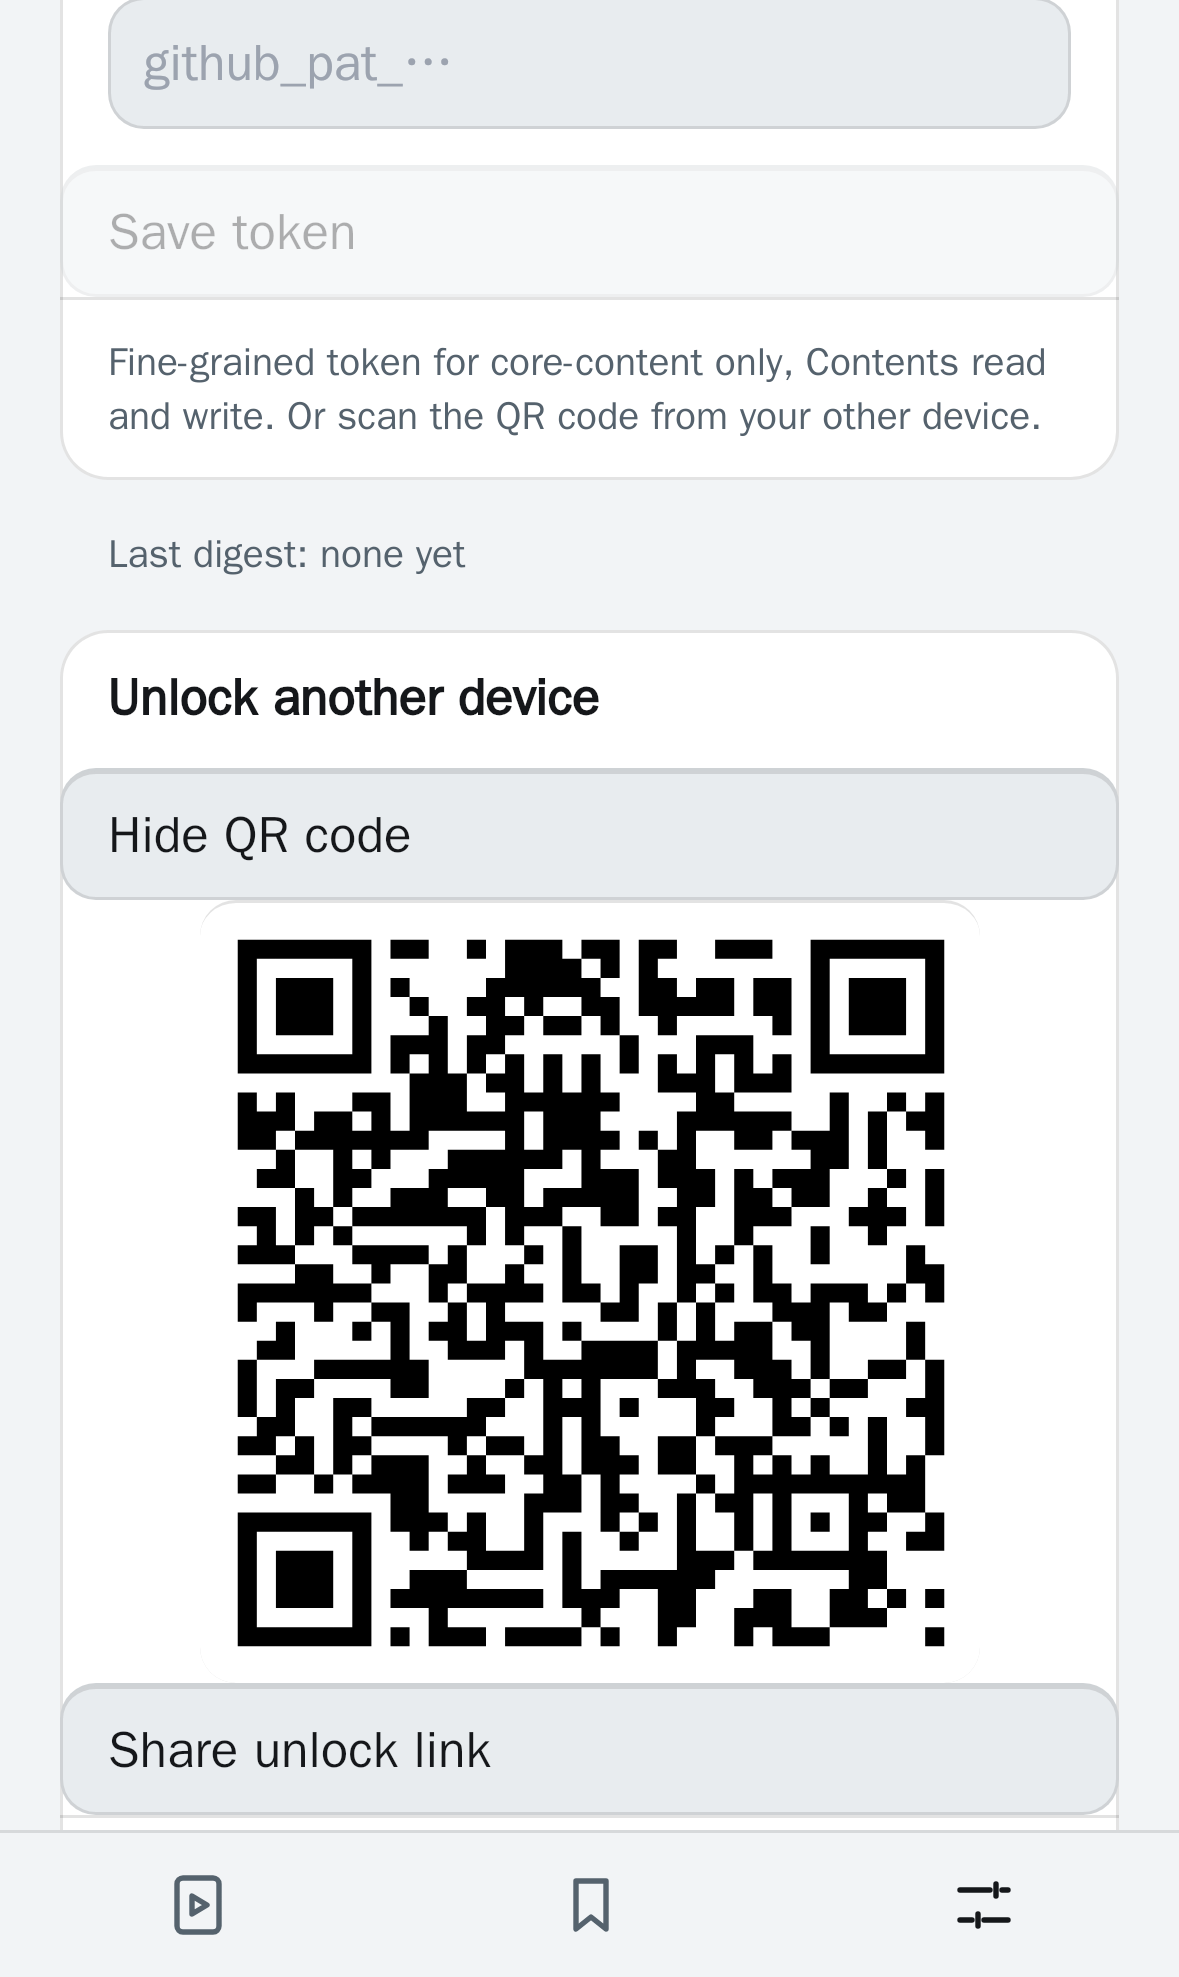 github_pat_…
Save token
Fine-grained token for core-content only, Contents read
and write. Or scan the QR code from your other device.
Last digest: none yet
Unlock another device
Hide QR code
Share unlock link